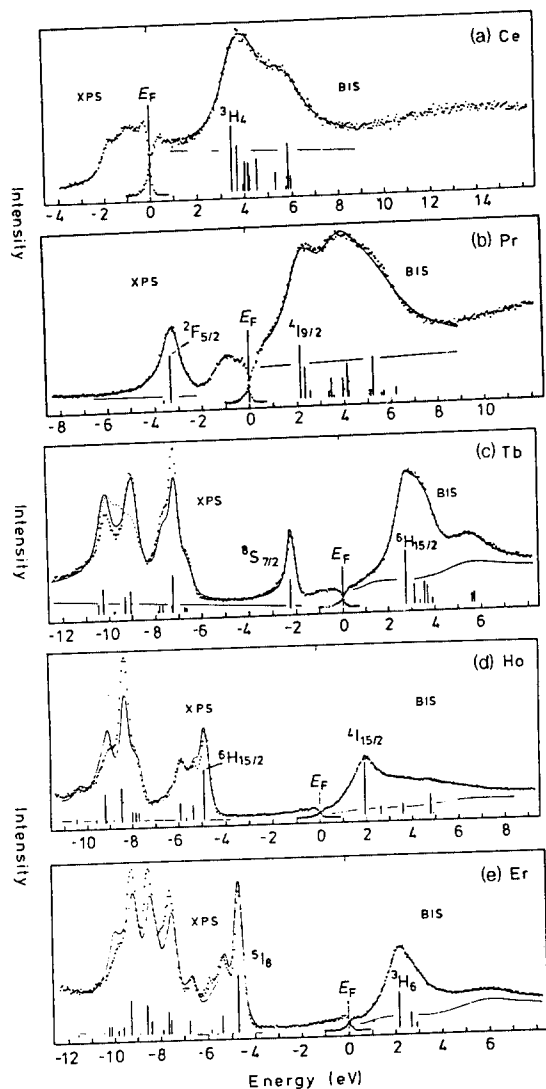 (a) Ce
XPS
E_F
BIS
³H₄
-4 -2 0 2 4 6 8 10 12 14
(b) Pr
XPS
BIS
²F₅/₂
E_F
⁴I₉/₂
-8 -6 -4 -2 0 2 4 6 8 10
(c) Tb
XPS
BIS
⁸S₇/₂
E_F
⁶H₁₅/₂
-12 -10 -8 -6 -4 -2 0 2 4 6
(d) Ho
XPS
BIS
⁶H₁₅/₂
⁴I₁₅/₂
E_F
-10 -8 -6 -4 -2 0 2 4 6 8
(e) Er
XPS
BIS
⁵I₈
E_F
³H₆
-12 -10 -8 -6 -4 -2 0 2 4 6 8
Energy (eV)
Intensity
Intensity
Intensity
Intensity